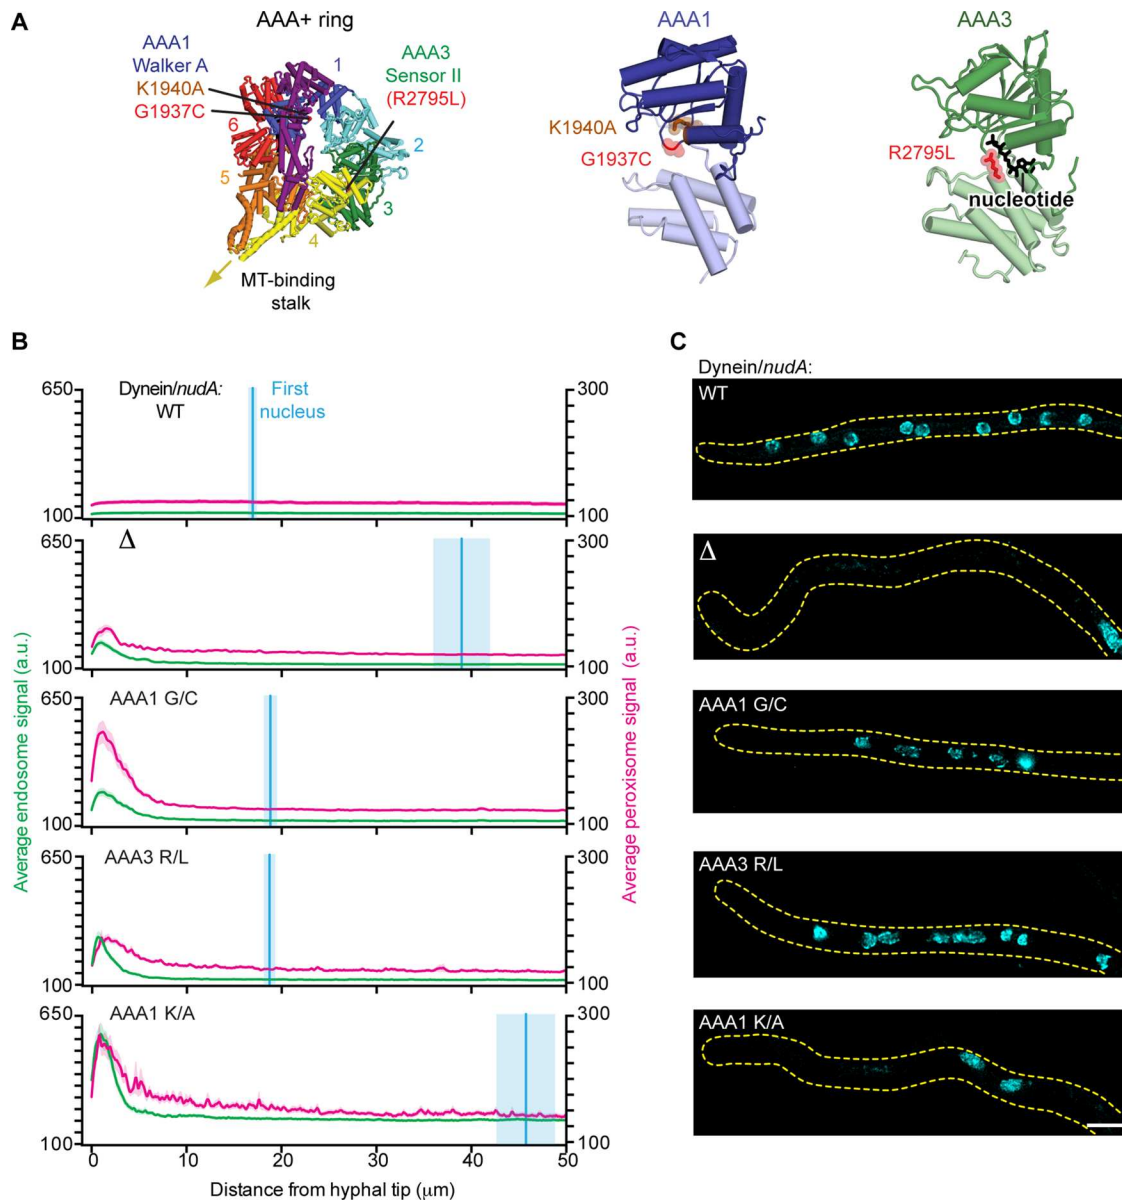 A
AAA+ ring
AAA1
Walker A
K1940A
G1937C
AAA3
Sensor II
(R2795L)
1
2
3
4
5
6
MT-binding
stalk
AAA1
K1940A
G1937C
AAA3
R2795L
nucleotide
B
Average endosome signal (a.u.)
Average peroxisome signal (a.u.)
650
100
300
100
Dynein/nudA:
WT
First
nucleus
650
100
300
100
Δ
650
100
300
100
AAA1 G/C
650
100
300
100
AAA3 R/L
650
100
300
100
AAA1 K/A
0
10
20
30
40
50
Distance from hyphal tip (μm)
C
Dynein/nudA:
WT
Δ
AAA1 G/C
AAA3 R/L
AAA1 K/A